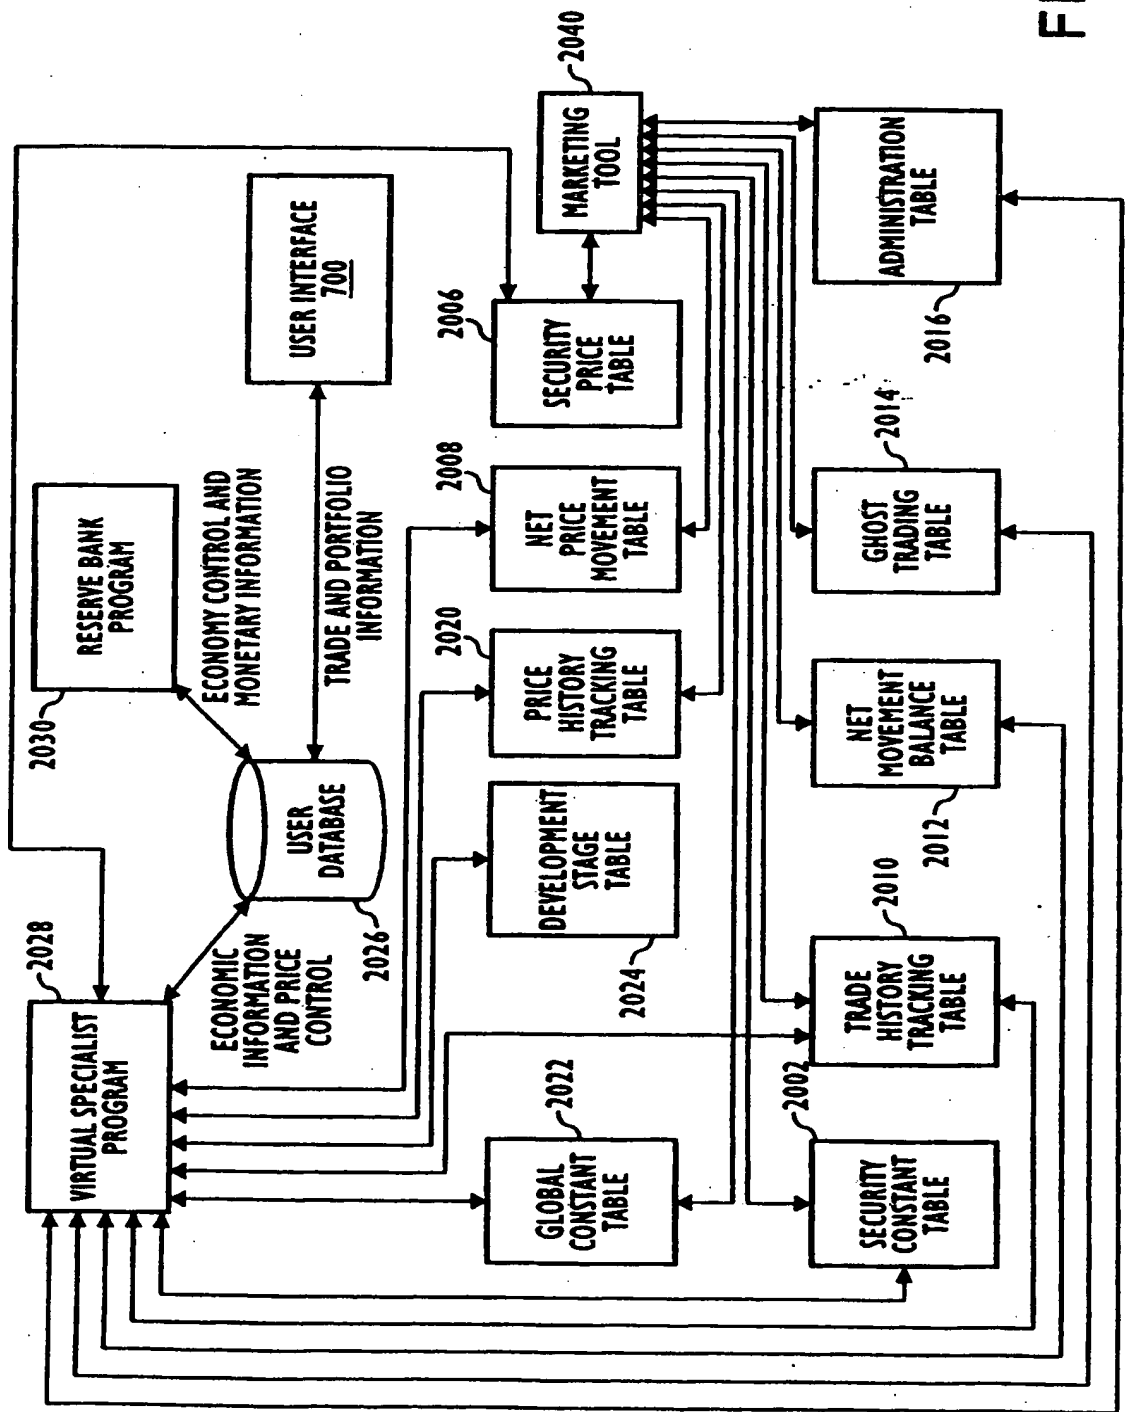 2028
VIRTUAL SPECIALIST
PROGRAM
2030
RESERVE BANK
PROGRAM
ECONOMY CONTROL AND
MONETARY INFORMATION
USER INTERFACE
700
ECONOMIC
INFORMATION
AND PRICE
CONTROL
USER
DATABASE
2026
TRADE AND PORTFOLIO
INFORMATION
2022
GLOBAL
CONSTANT
TABLE
2024
DEVELOPMENT
STAGE
TABLE
2020
PRICE
HISTORY
TRACKING
TABLE
2008
NET
PRICE
MOVEMENT
TABLE
2006
SECURITY
PRICE
TABLE
2040
MARKETING
TOOL
2002
SECURITY
CONSTANT
TABLE
2010
TRADE
HISTORY
TRACKING
TABLE
2012
NET
MOVEMENT
BALANCE
TABLE
2014
GHOST
TRADING
TABLE
2016
ADMINISTRATION
TABLE